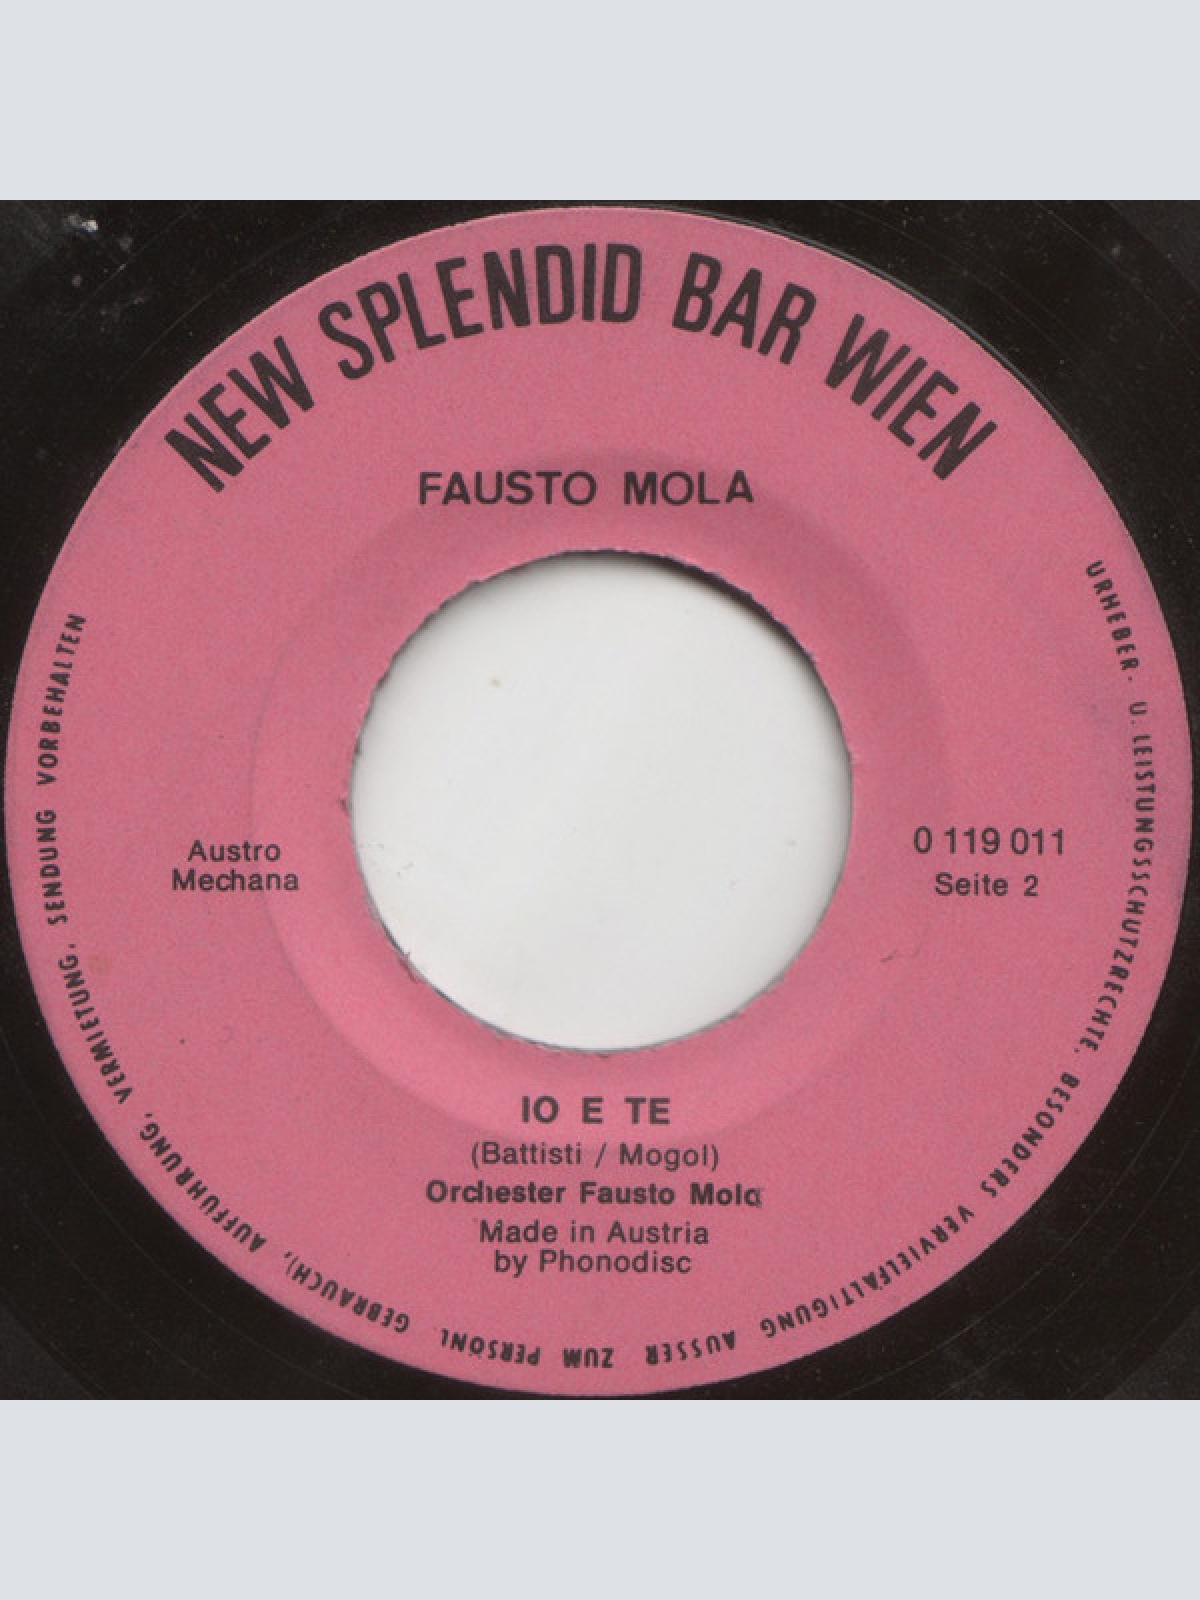 NEW SPLENDID BAR WIEN
FAUSTO MOLA
Austro
Mechana
0 119 011
Seite 2
IO E TE
(Battisti / Mogol)
Orchester Fausto Mola
Made in Austria
by Phonodisc
URHEBER- U. LEISTUNGSSCHUTZRECHTE, BESONDERS VERVIELFÄLTIGUNG AUSSER ZUM PERSÖNL. GEBRAUCH), AUFFÜHRUNG, VERMIETUNG, SENDUNG VORBEHALTEN